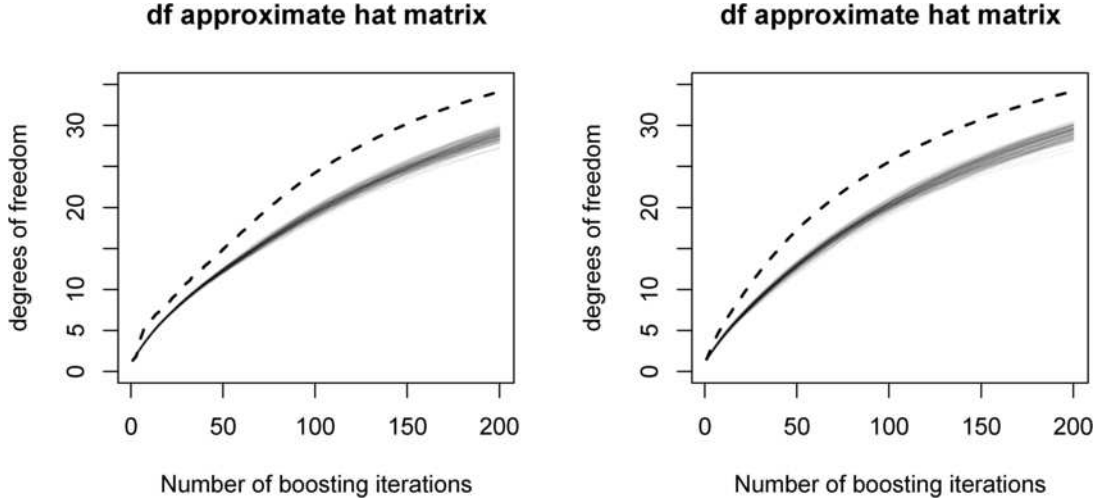 df approximate hat matrix
degrees of freedom
30
20
10
5
0
0 50 100 150 200
Number of boosting iterations
df approximate hat matrix
degrees of freedom
30
20
10
5
0
0 50 100 150 200
Number of boosting iterations